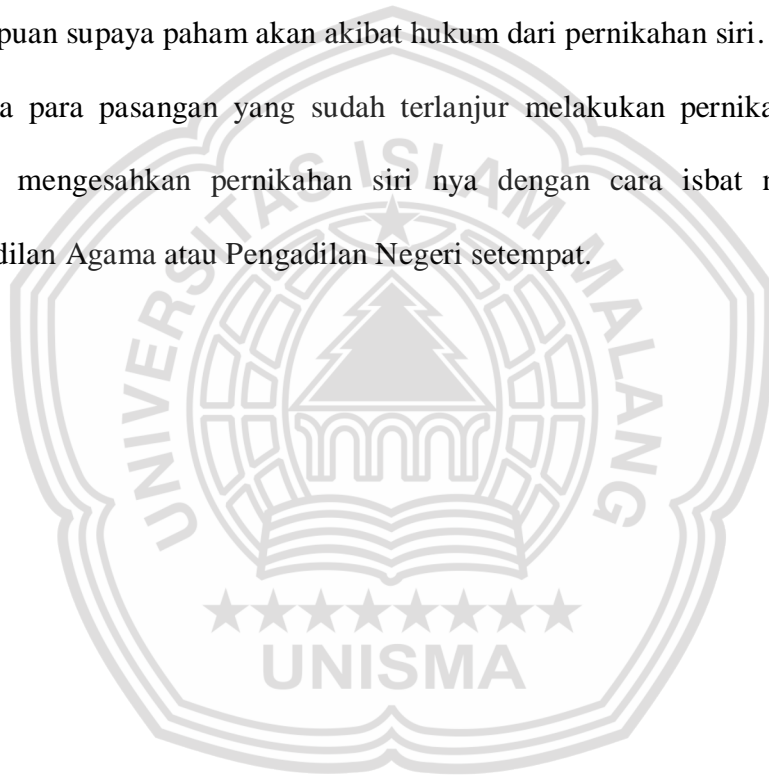 puan supaya paham akan akibat hukum dari pernikahan siri.
a para pasangan yang sudah terlanjur melakukan pernika
mengesahkan pernikahan siri nya dengan cara isbat
dilan Agama atau Pengadilan Negeri setempat.
UNIVERSITAS ISLAM MALANG
UNISMA